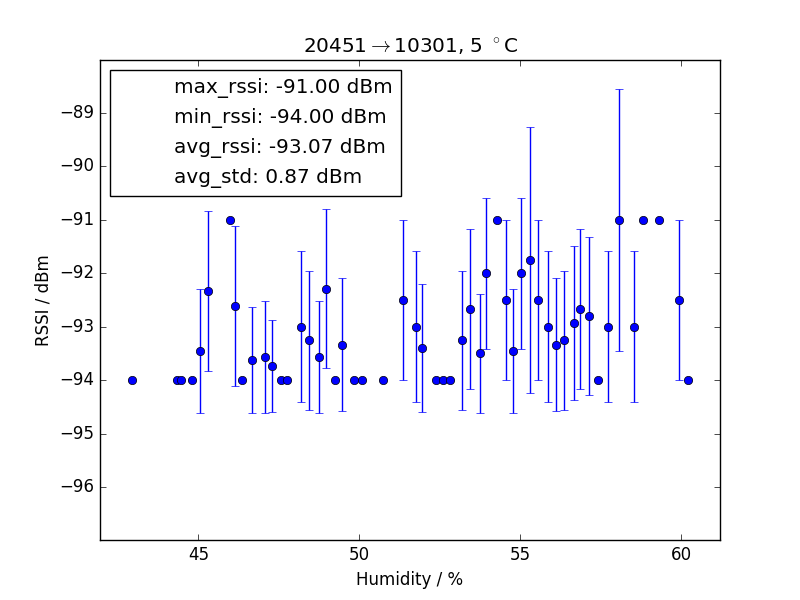 20451→10301, 5 °C
max_rssi: -91.00 dBm
min_rssi: -94.00 dBm
avg_rssi: -93.07 dBm
avg_std: 0.87 dBm
−89
−90
−91
−92
−93
−94
−95
−96
RSSI / dBm
45 50 55 60
Humidity / %